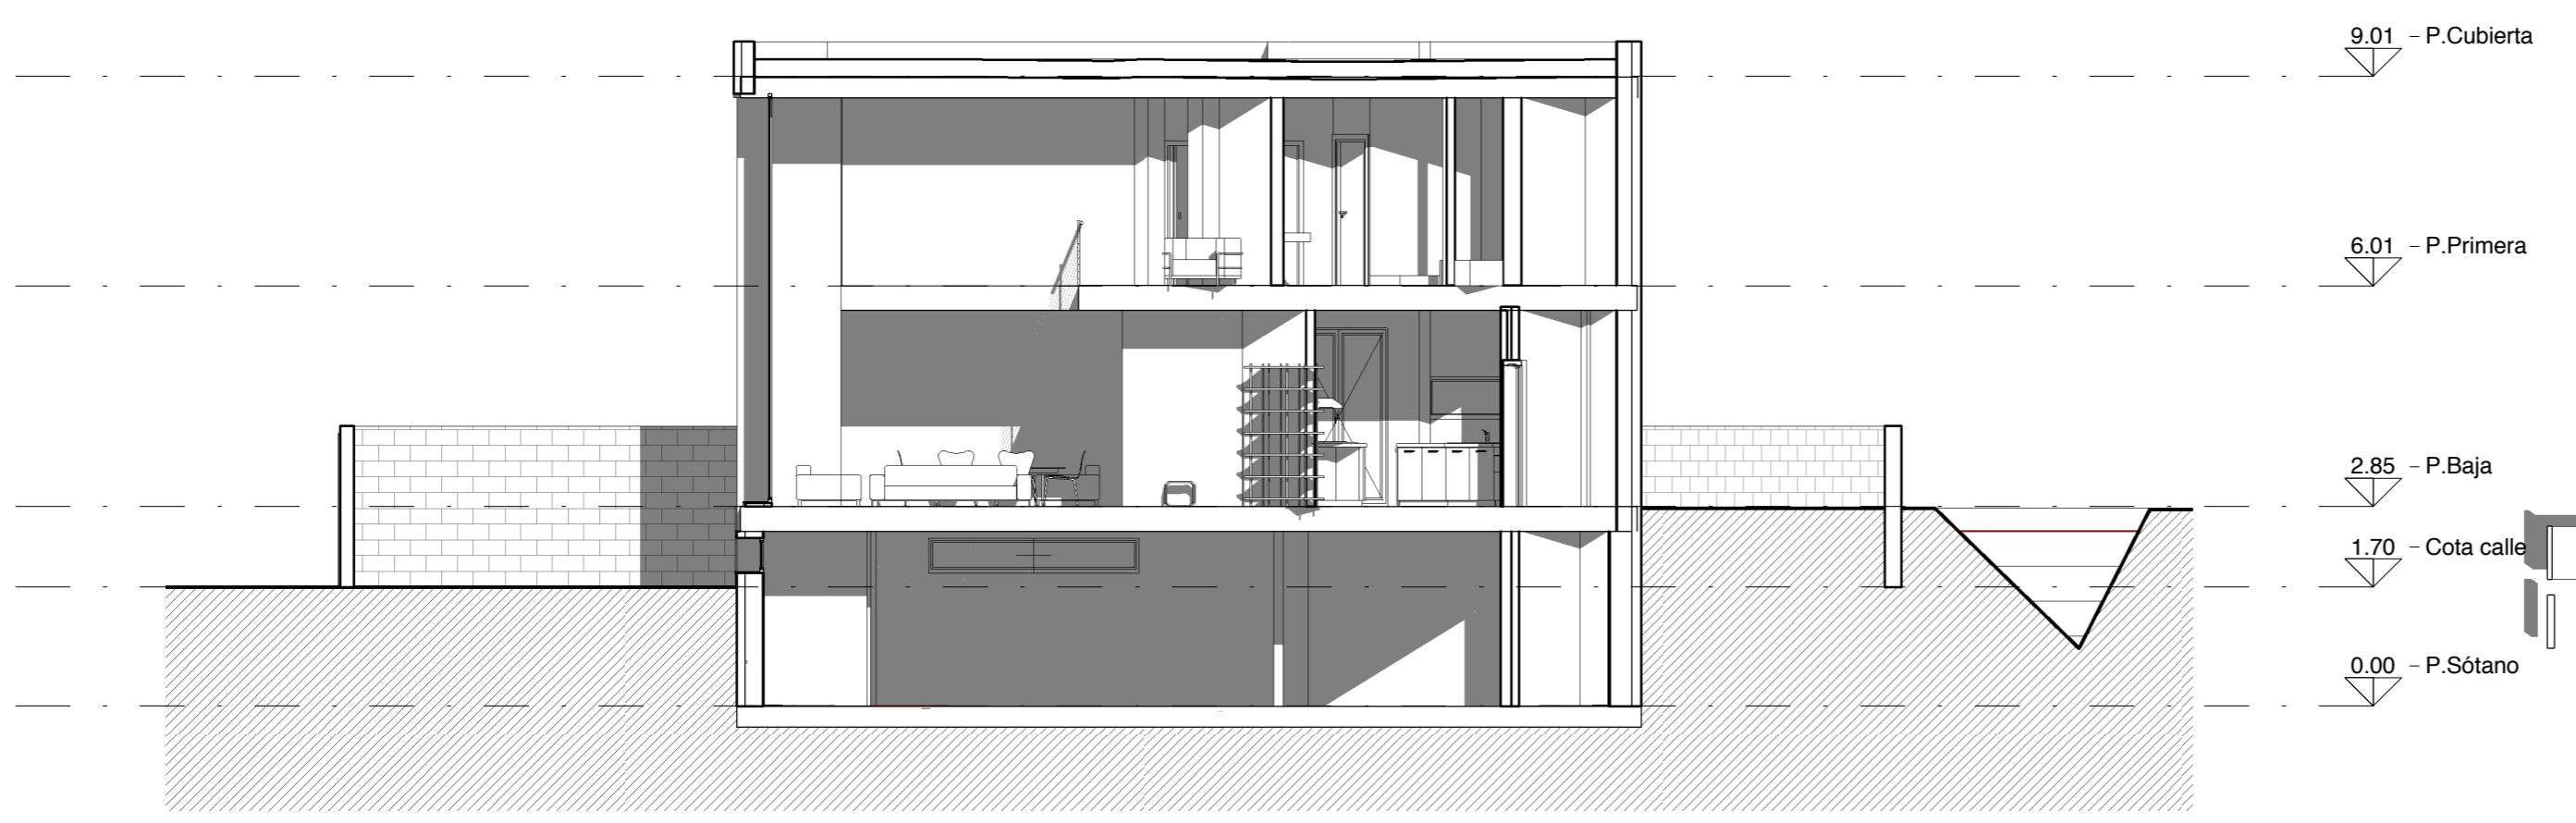 9.01 – P.Cubierta
6.01 – P.Primera
2.85 – P.Baja
1.70 – Cota calle
0.00 – P.Sótano